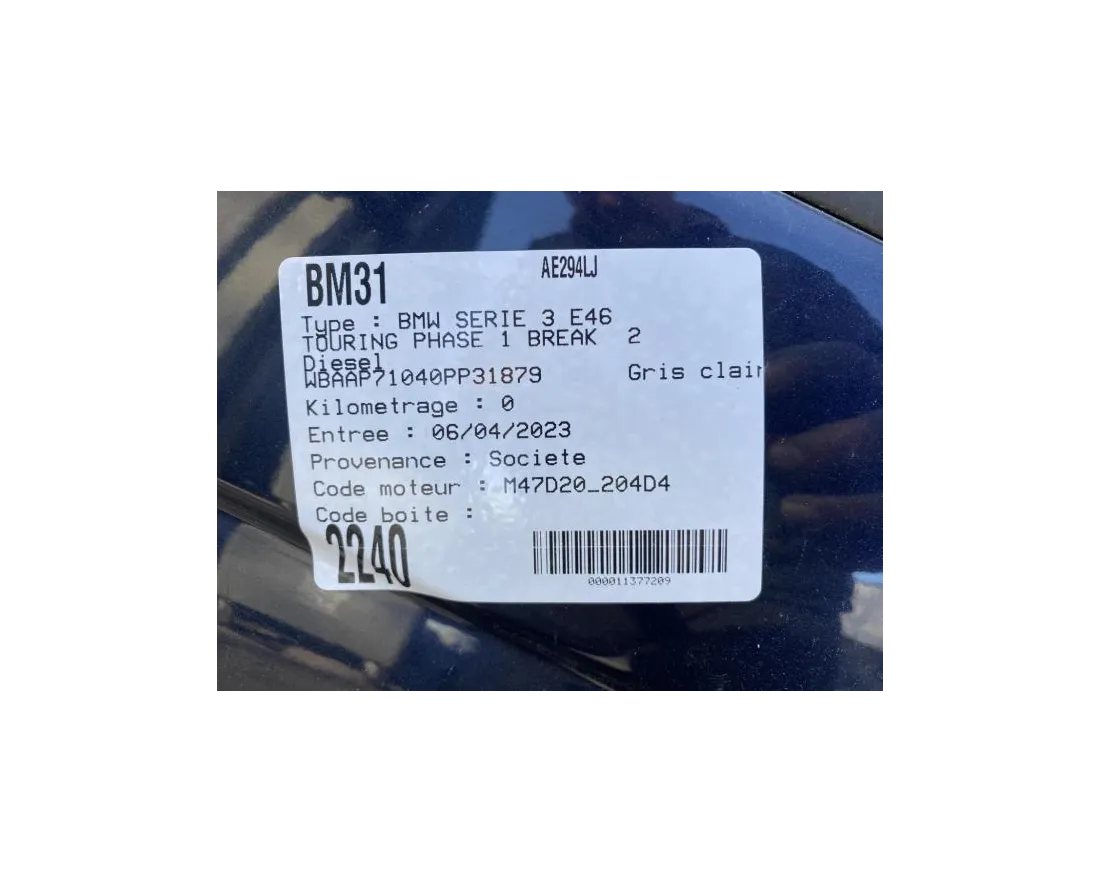 BM31 AE294LJ
Type : BMW SERIE 3 E46
TOURING PHASE 1 BREAK 2
Diesel
WBAAP71040PP31879 Gris clair
Kilometrage : 0
Entree : 06/04/2023
Provenance : Societe
Code moteur : M47D20_204D4
Code boite :
2240
000011377209